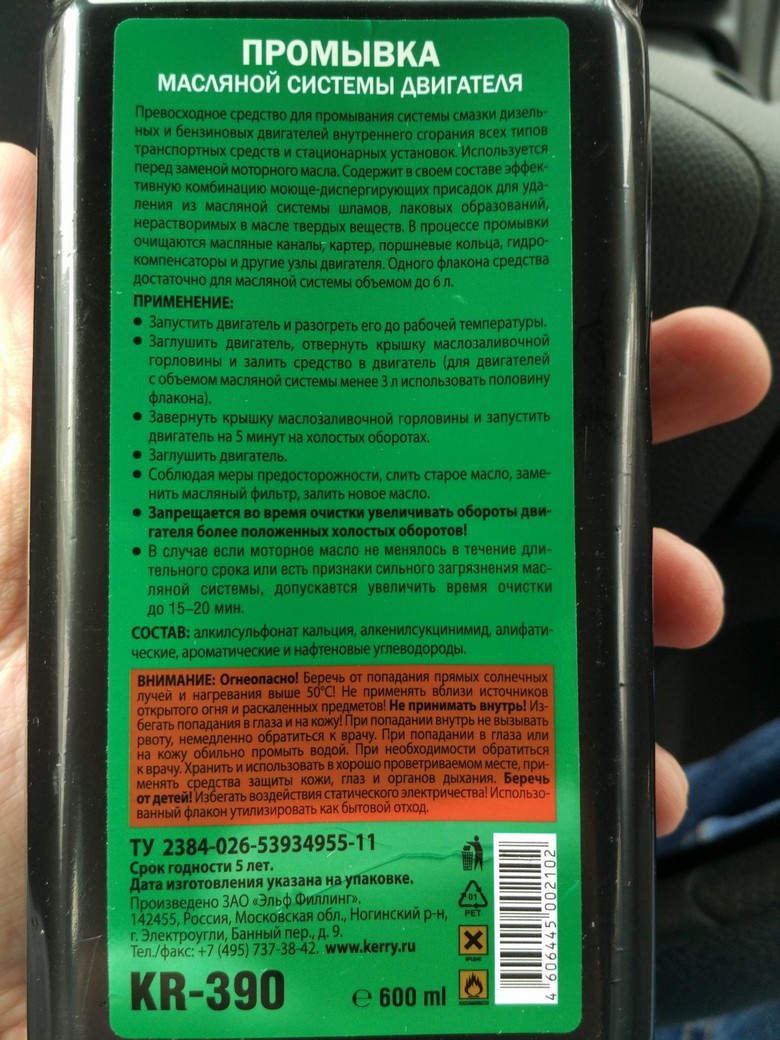 ПРОМЫВКА
МАСЛЯНОЙ СИСТЕМЫ ДВИГАТЕЛЯ
Превосходное средство для промывания системы смазки дизель-
ных и бензиновых двигателей внутреннего сгорания всех типов
транспортных средств и стационарных установок. Используется
перед заменой моторного масла. Содержит в своем составе эффек-
тивную комбинацию моюще-диспергирующих присадок для уда-
ления из масляной системы шламов, лаковых образований,
нерастворимых в масле твердых веществ. В процессе промывки
очищаются масляные каналы, картер, поршневые кольца, гидро-
компенсаторы и другие узлы двигателя. Одного флакона средства
достаточно для масляной системы объемом до 6 л.
ПРИМЕНЕНИЕ:
• Запустить двигатель и разогреть его до рабочей температуры.
• Заглушить двигатель, отвернуть крышку маслозаливочной
горловины и залить средство в двигатель (для двигателей
с объемом масляной системы менее 3 л использовать половину
флакона).
• Завернуть крышку маслозаливочной горловины и запустить
двигатель на 5 минут на холостых оборотах.
• Заглушить двигатель.
• Соблюдая меры предосторожности, слить старое масло, заме-
нить масляный фильтр, залить новое масло.
• Запрещается во время очистки увеличивать обороты дви-
гателя более положенных холостых оборотов!
• В случае если моторное масло не менялось в течение дли-
тельного срока или есть признаки сильного загрязнения мас-
ляной системы, допускается увеличить время очистки
до 15–20 мин.
СОСТАВ: алкилсульфонат кальция, алкенилсукцинимид, алифати-
ческие, ароматические и нафтеновые углеводороды.
ВНИМАНИЕ: Огнеопасно! Беречь от попадания прямых солнечных
лучей и нагревания выше 50°С! Не применять вблизи источников
открытого огня и раскаленных предметов! Не принимать внутрь! Из-
бегать попадания в глаза и на кожу! При попадании внутрь не вызывать
рвоту, немедленно обратиться к врачу. При попадании в глаза или
на кожу обильно промыть водой. При необходимости обратиться
к врачу. Хранить и использовать в хорошо проветриваемом месте, при-
менять средства защиты кожи, глаз и органов дыхания. Беречь
от детей! Избегать воздействия статического электричества! Использо-
ванный флакон утилизировать как бытовой отход.
ТУ 2384-026-53934955-11
Срок годности 5 лет.
Дата изготовления указана на упаковке.
Произведено ЗАО «Эльф Филлинг».
142455, Россия, Московская обл., Ногинский р-н,
г. Электроугли, Банный пер., д. 9.
Тел./факс: +7 (495) 737-38-42. www.kerry.ru
KR-390
℮ 600 ml
01
PET
4 606445 002102